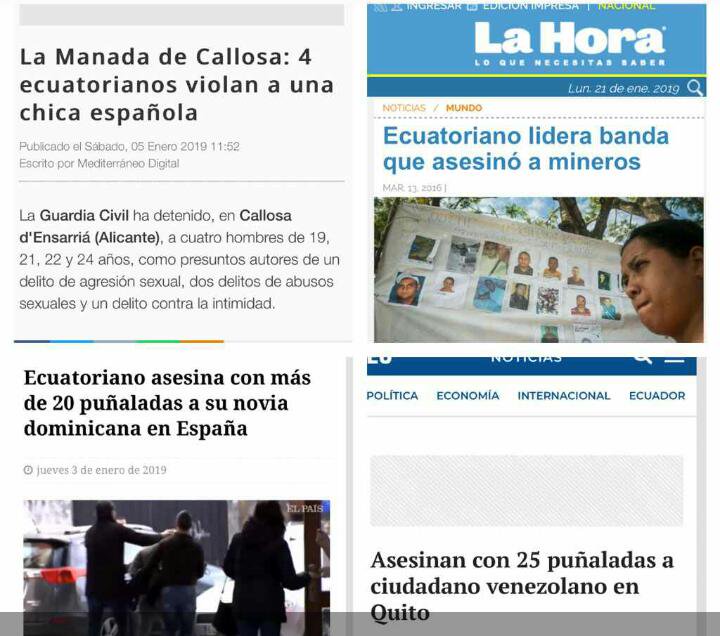 La Manada de Callosa: 4
ecuatorianos violan a una
chica española
Publicado el Sábado, 05 Enero 2019 11:52
Escrito por Mediterráneo Digital
La Guardia Civil ha detenido, en Callosa
d'Ensarriá (Alicante), a cuatro hombres de 19,
21, 22 y 24 años, como presuntos autores de un
delito de agresión sexual, dos delitos de abusos
sexuales y un delito contra la intimidad.
INGRESAR EDICIÓN IMPRESA | NACIONAL
La Hora
LO QUE NECESITAS SABER
Lun. 21 de ene. 2019
NOTICIAS / MUNDO
Ecuatoriano lidera banda
que asesinó a mineros
MAR. 13, 2016 |
Ecuatoriano asesina con más
de 20 puñaladas a su novia
dominicana en España
jueves 3 de enero de 2019
EL PAÍS
NOTICIAS
POLÍTICA ECONOMÍA INTERNACIONAL ECUADOR
Asesinan con 25 puñaladas a
ciudadano venezolano en
Quito